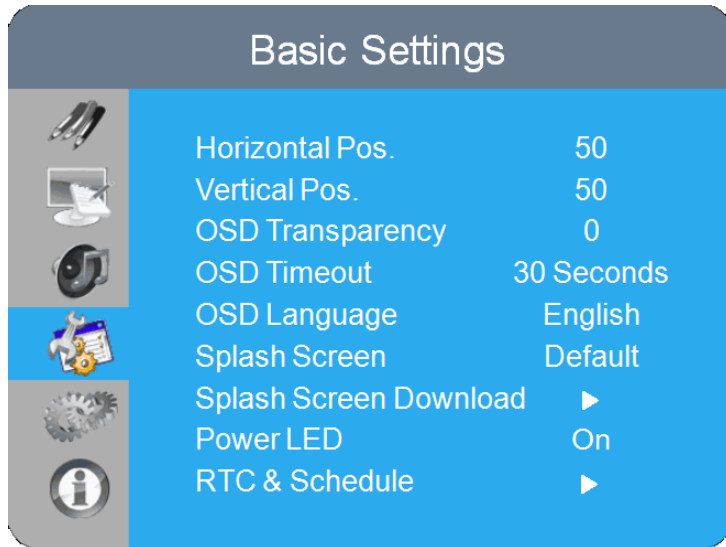 Basic Settings
Horizontal Pos. 50
Vertical Pos. 50
OSD Transparency 0
OSD Timeout 30 Seconds
OSD Language English
Splash Screen Default
Splash Screen Download ▶
Power LED On
RTC & Schedule ▶